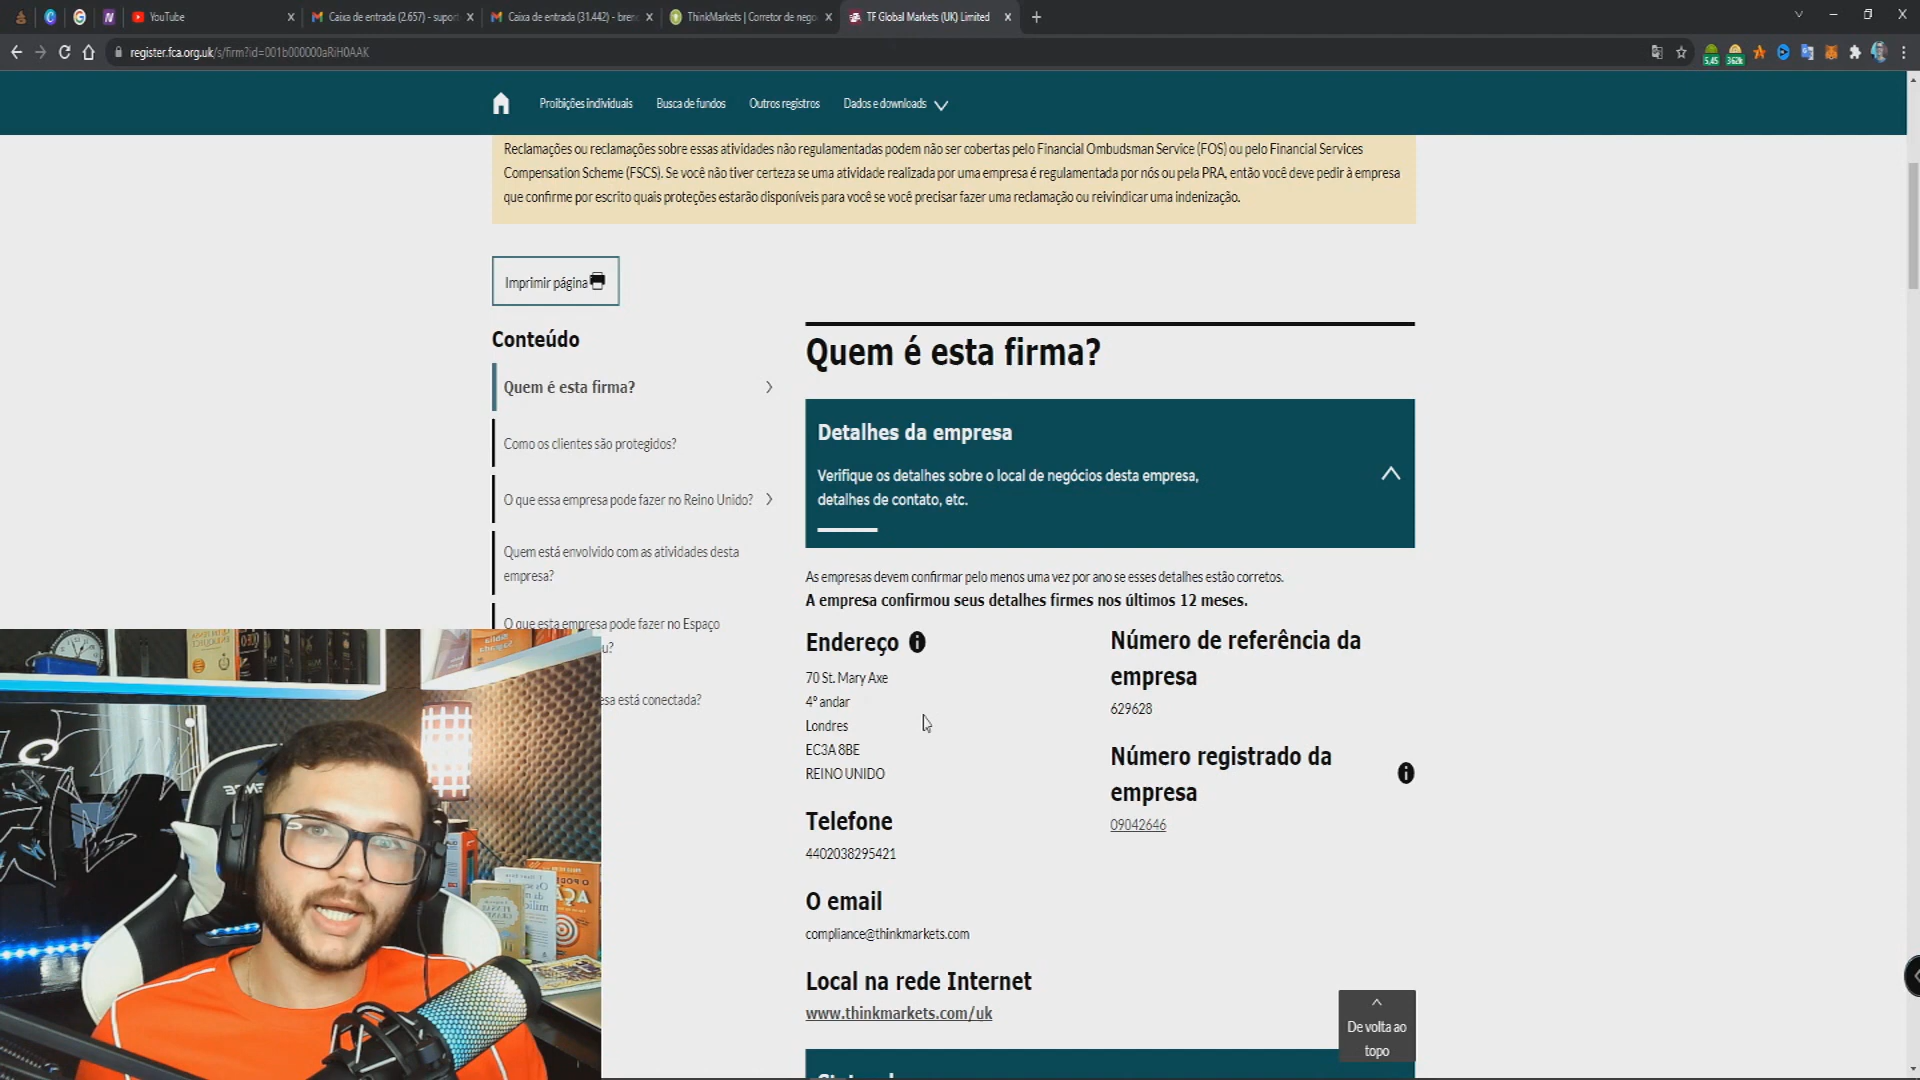 YouTube
Caixa de entrada (2.657) - supor
Caixa de entrada (31.442) - bren
ThinkMarkets | Corretor de nego
TF Global Markets (UK) Limited
register.fca.org.uk/s/firm?id=001b000000aRiH0AAK
5,45
362k
Proibições individuais
Busca de fundos
Outros registros
Dados e downloads
Reclamações ou reclamações sobre essas atividades não regulamentadas podem não ser cobertas pelo Financial Ombudsman Service (FOS) ou pelo Financial Services
Compensation Scheme (FSCS). Se você não tiver certeza se uma atividade realizada por uma empresa é regulamentada por nós ou pela PRA, então você deve pedir à empresa
que confirme por escrito quais proteções estarão disponíveis para você se você precisar fazer uma reclamação ou reivindicar uma indenização.
Imprimir página
Conteúdo
Quem é esta firma?
Como os clientes são protegidos?
O que essa empresa pode fazer no Reino Unido?
Quem está envolvido com as atividades desta
empresa?
O que esta empresa pode fazer no Espaço
u?
esa está conectada?
Quem é esta firma?
Detalhes da empresa
Verifique os detalhes sobre o local de negócios desta empresa,
detalhes de contato, etc.
As empresas devem confirmar pelo menos uma vez por ano se esses detalhes estão corretos.
A empresa confirmou seus detalhes firmes nos últimos 12 meses.
Endereço
70 St. Mary Axe
4º andar
Londres
EC3A 8BE
REINO UNIDO
Telefone
4402038295421
O email
compliance@thinkmarkets.com
Local na rede Internet
www.thinkmarkets.com/uk
Número de referência da
empresa
629628
Número registrado da
empresa
09042646
De volta ao
topo